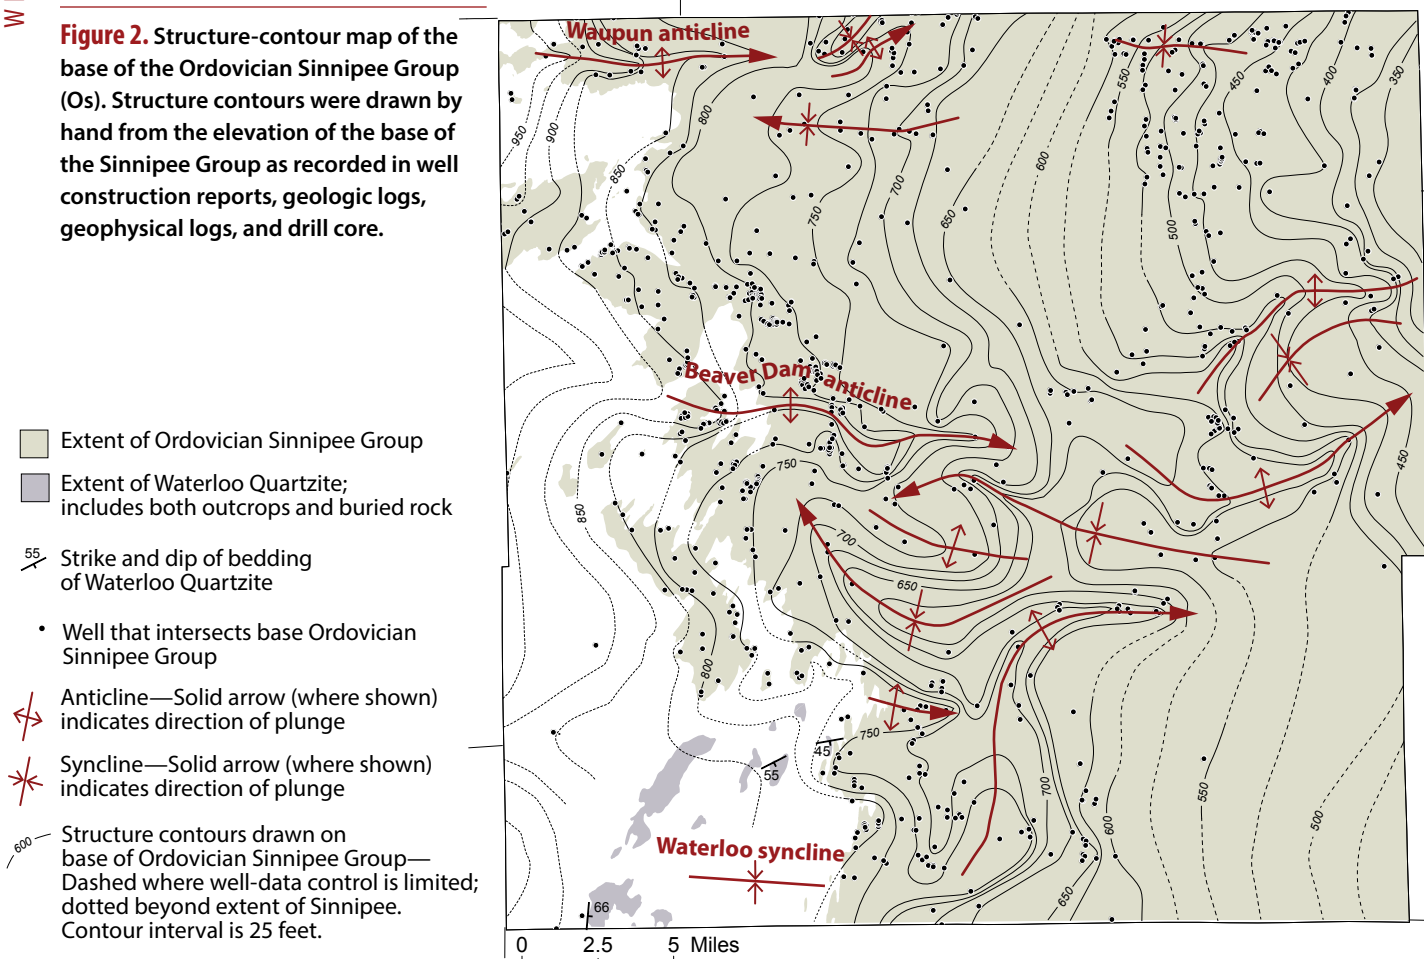 W
Figure 2. Structure-contour map of the
base of the Ordovician Sinnipee Group
(Os). Structure contours were drawn by
hand from the elevation of the base of
the Sinnipee Group as recorded in well
construction reports, geologic logs,
geophysical logs, and drill core.
Extent of Ordovician Sinnipee Group
Extent of Waterloo Quartzite;
includes both outcrops and buried rock
55
Strike and dip of bedding
of Waterloo Quartzite
Well that intersects base Ordovician
Sinnipee Group
Anticline—Solid arrow (where shown)
indicates direction of plunge
Syncline—Solid arrow (where shown)
indicates direction of plunge
600
Structure contours drawn on
base of Ordovician Sinnipee Group—
Dashed where well-data control is limited;
dotted beyond extent of Sinnipee.
Contour interval is 25 feet.
Waupun anticline
950
900
850
800
750
700
650
600
550
500
450
400
350
Beaver Dam anticline
750
850
700
650
450
800
750
45
55
700
600
550
500
Waterloo syncline
650
66
0 2.5 5 Miles